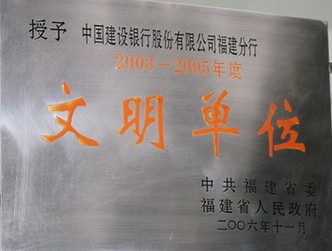 授予 中国建设银行股份有限公司福建分行
2003-2005年度
文明单位
中共福建省委
福建省人民政府
二〇〇六年十一月